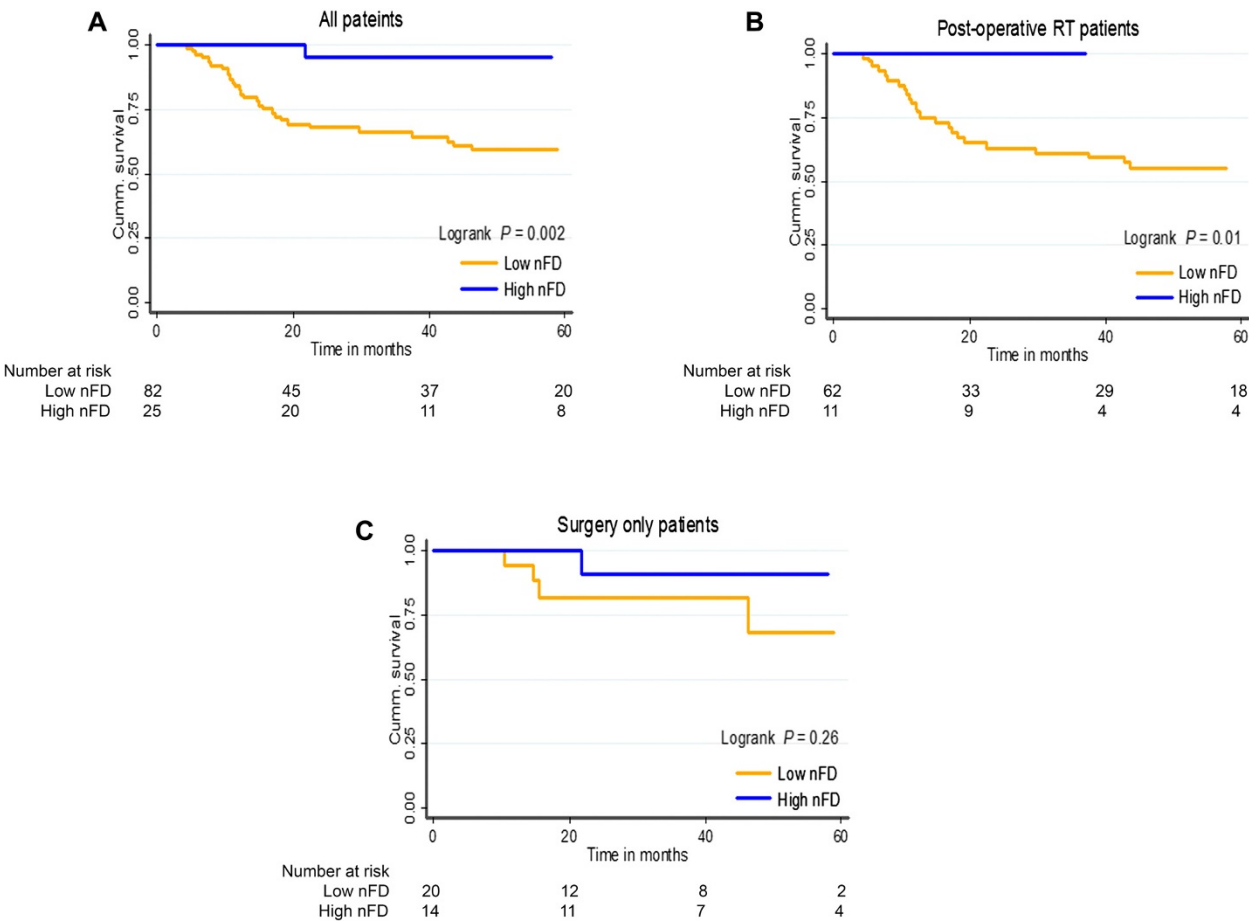 A
All pateints
Cumm. survival
0.00 0.25 0.50 0.75 1.00
Logrank P = 0.002
Low nFD
High nFD
0 20 40 60
Time in months
Number at risk
Low nFD 82 45 37 20
High nFD 25 20 11 8
B
Post-operative RT patients
Cumm. survival
0.00 0.25 0.50 0.75 1.00
Logrank P = 0.01
Low nFD
High nFD
0 20 40 60
Time in months
Number at risk
Low nFD 62 33 29 18
High nFD 11 9 4 4
C
Surgery only patients
Cumm. survival
0.00 0.25 0.50 0.75 1.00
Logrank P = 0.26
Low nFD
High nFD
0 20 40 60
Time in months
Number at risk
Low nFD 20 12 8 2
High nFD 14 11 7 4